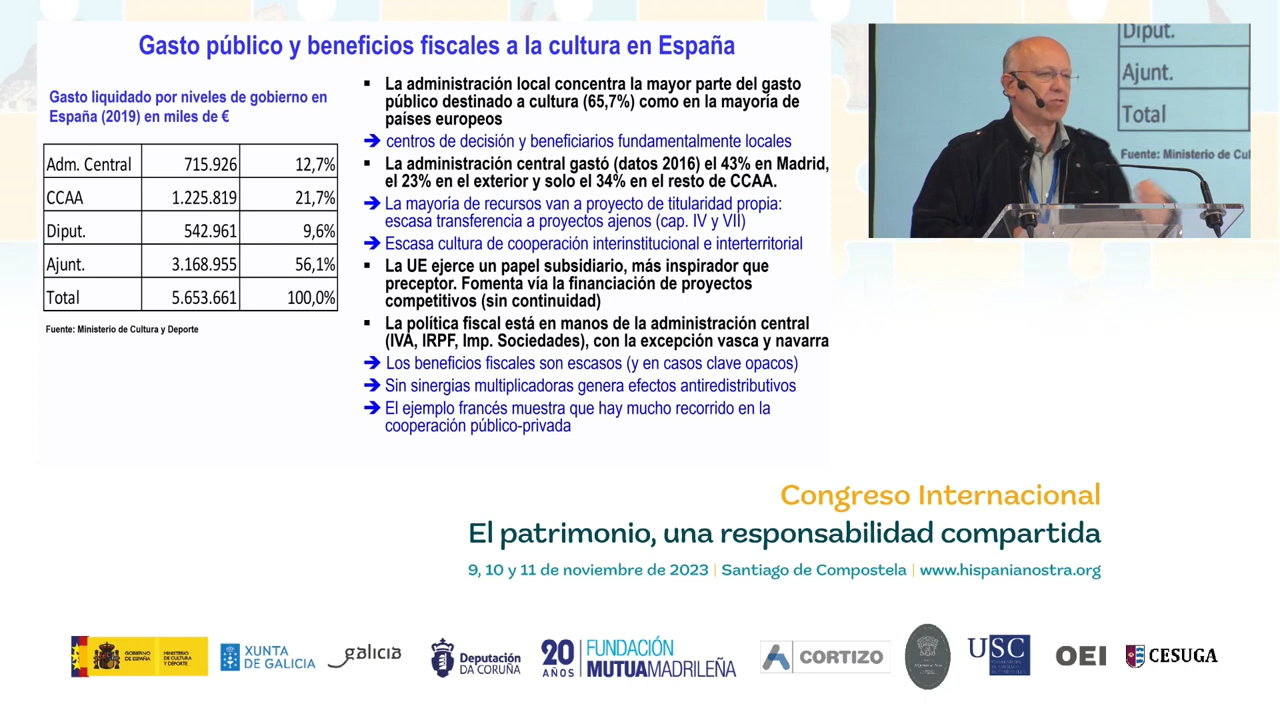 Gasto público y beneficios fiscales a la cultura en España
Gasto liquidado por niveles de gobierno en
España (2019) en miles de €
Adm. Central 715.926 12,7%
CCAA 1.225.819 21,7%
Diput. 542.961 9,6%
Ajunt. 3.168.955 56,1%
Total 5.653.661 100,0%
Fuente: Ministerio de Cultura y Deporte
▪ La administración local concentra la mayor parte del gasto
público destinado a cultura (65,7%) como en la mayoría de
países europeos
➔ centros de decisión y beneficiarios fundamentalmente locales
▪ La administración central gastó (datos 2016) el 43% en Madrid,
el 23% en el exterior y solo el 34% en el resto de CCAA.
➔ La mayoría de recursos van a proyecto de titularidad propia:
escasa transferencia a proyectos ajenos (cap. IV y VII)
➔ Escasa cultura de cooperación interinstitucional e interterritorial
▪ La UE ejerce un papel subsidiario, más inspirador que
preceptor. Fomenta vía la financiación de proyectos
competitivos (sin continuidad)
▪ La política fiscal está en manos de la administración central
(IVA, IRPF, Imp. Sociedades), con la excepción vasca y navarra
➔ Los beneficios fiscales son escasos (y en casos clave opacos)
➔ Sin sinergias multiplicadoras genera efectos antiredistributivos
➔ El ejemplo francés muestra que hay mucho recorrido en la
cooperación público-privada
Diput.
Ajunt.
Total
Fuente: Ministerio de Cul
Congreso Internacional
El patrimonio, una responsabilidad compartida
9, 10 y 11 de noviembre de 2023 | Santiago de Compostela | www.hispanianostra.org
GOBIERNO
DE ESPAÑA
MINISTERIO
DE CULTURA
Y DEPORTE
XUNTA
DE GALICIA
galicia
Deputación
DA CORUÑA
20
AÑOS
FUNDACIÓN
MUTUAMADRILEÑA
CORTIZO
USC
OEI
CESUGA